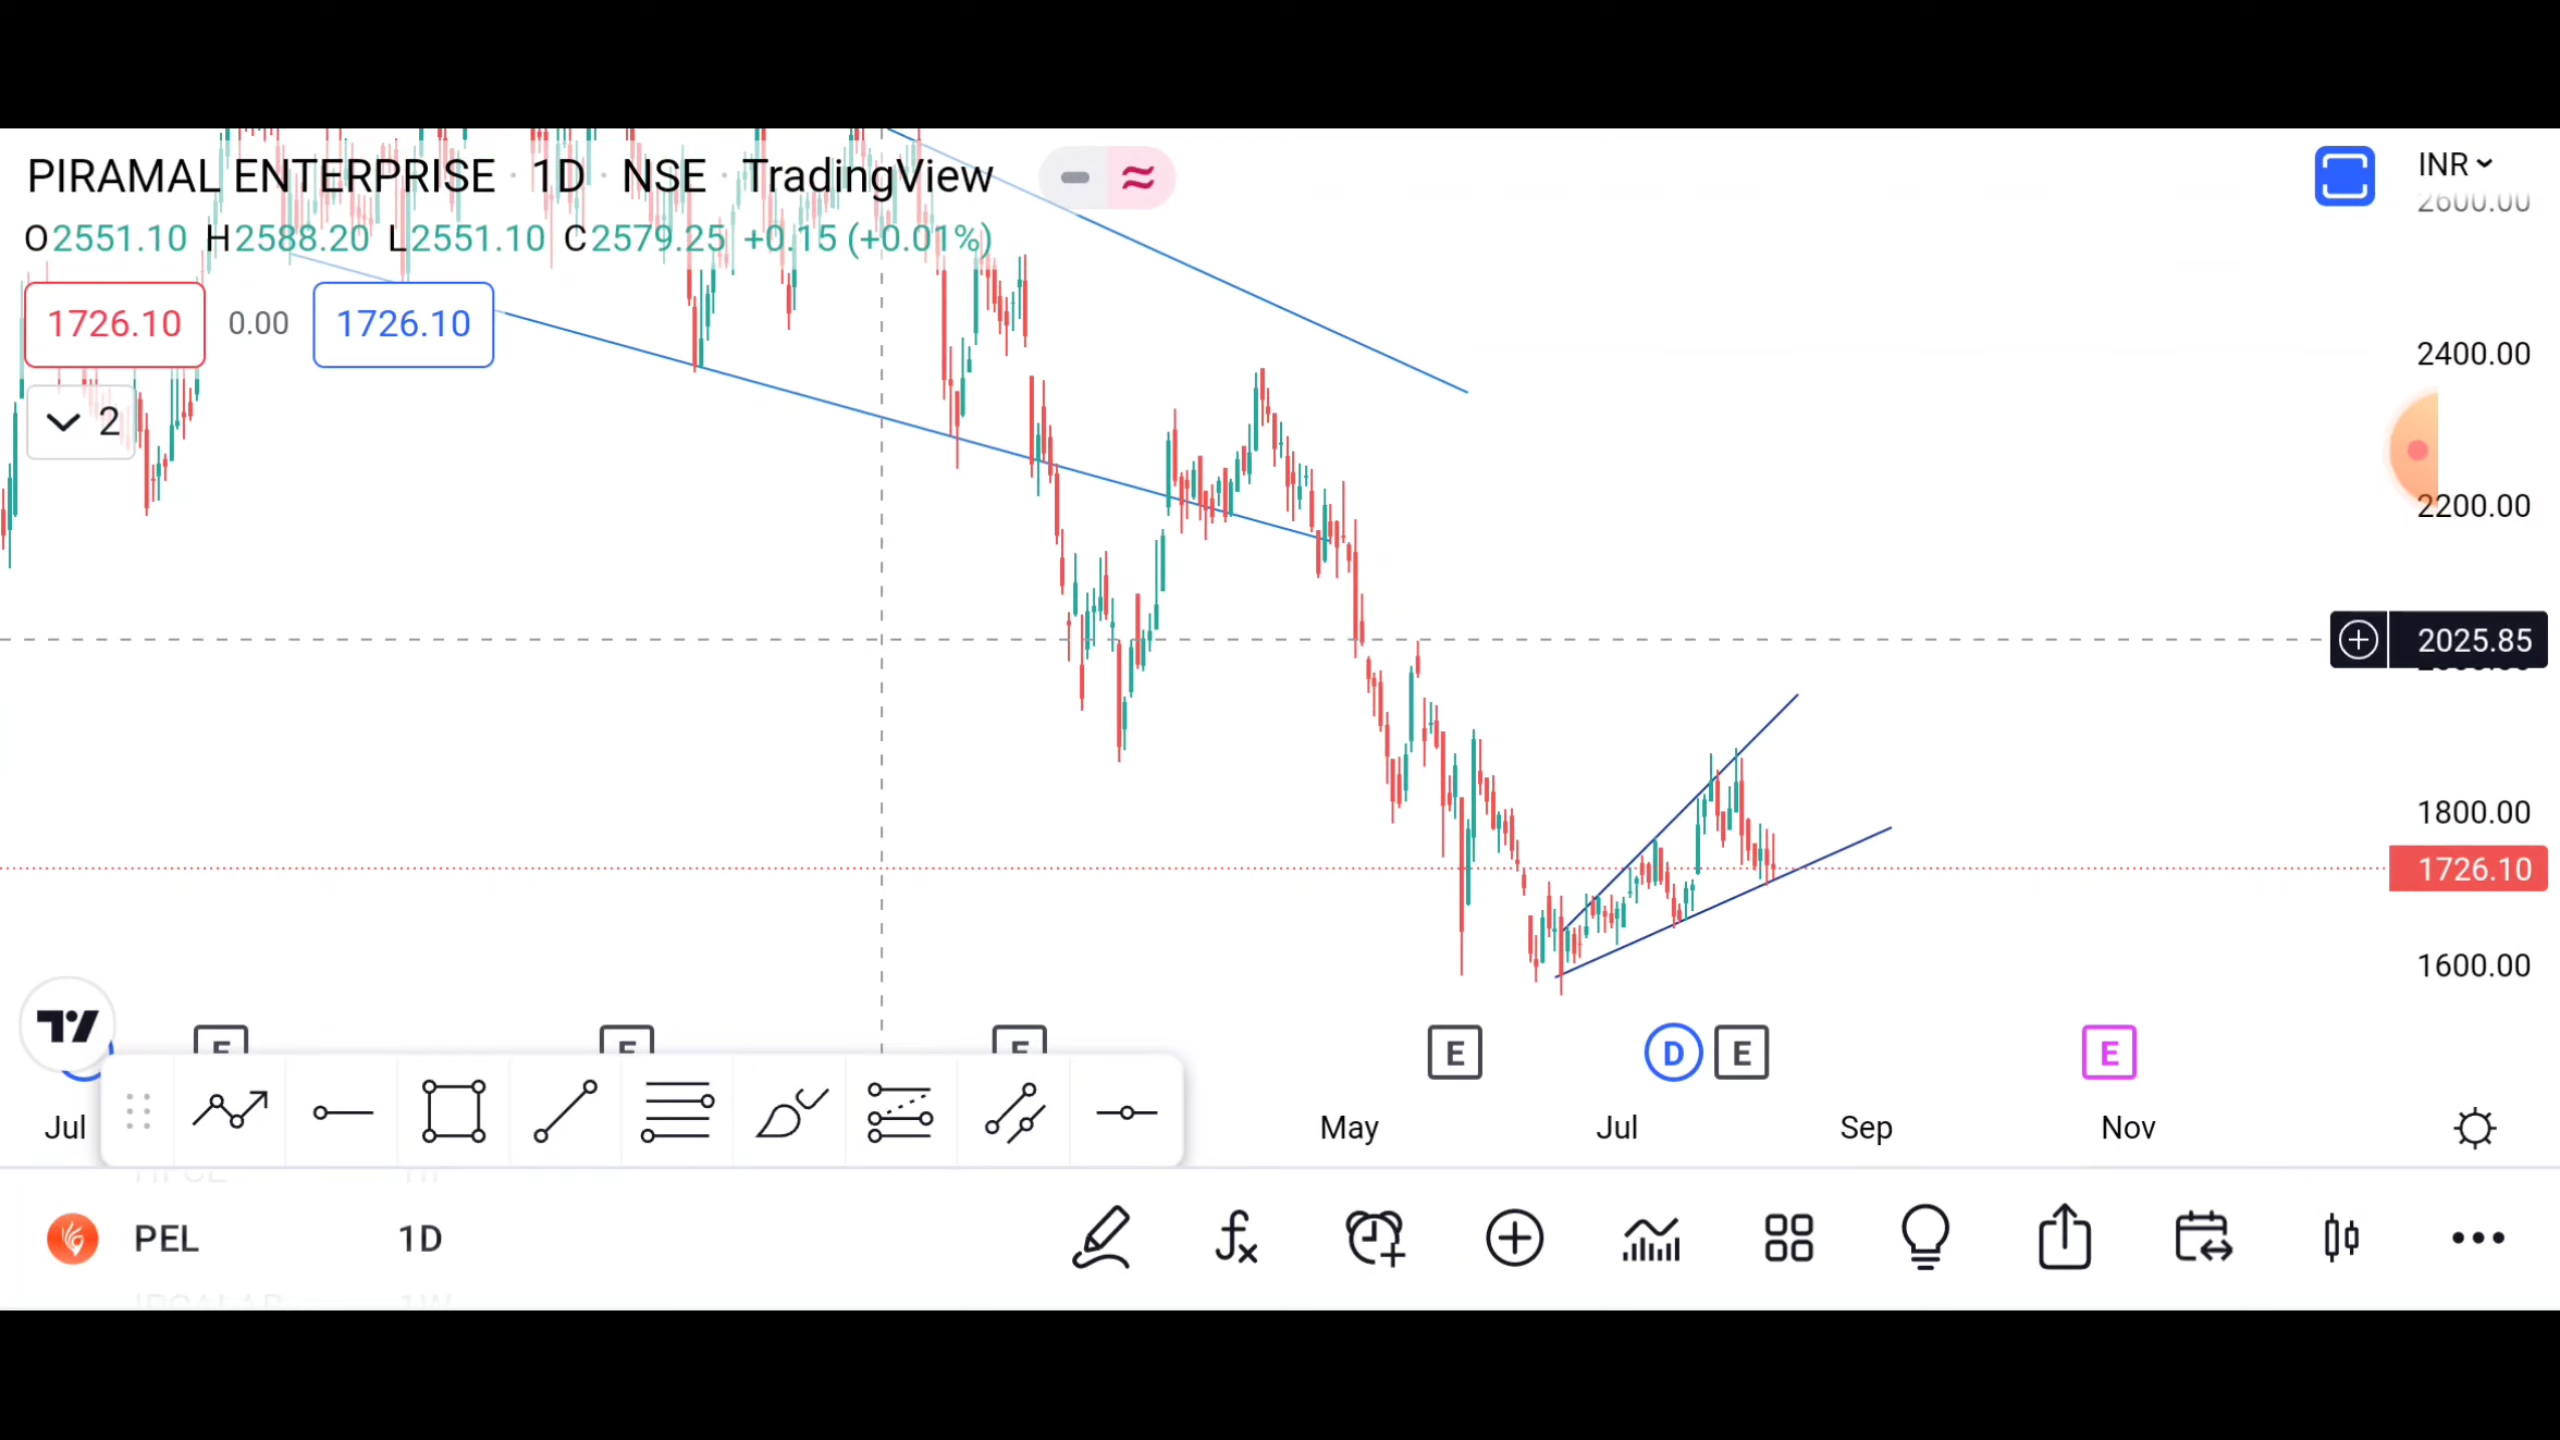 PIRAMAL ENTERPRISE · 1D · NSE · TradingView
INR
2600.00
O2551.10 H2588.20 L2551.10 C2579.25 +0.15 (+0.01%)
1726.10 0.00 1726.10
2400.00
2
2200.00
2025.85
1800.00
1726.10
1600.00
E E E E D E E
Jul May Jul Sep Nov
PEL 1D